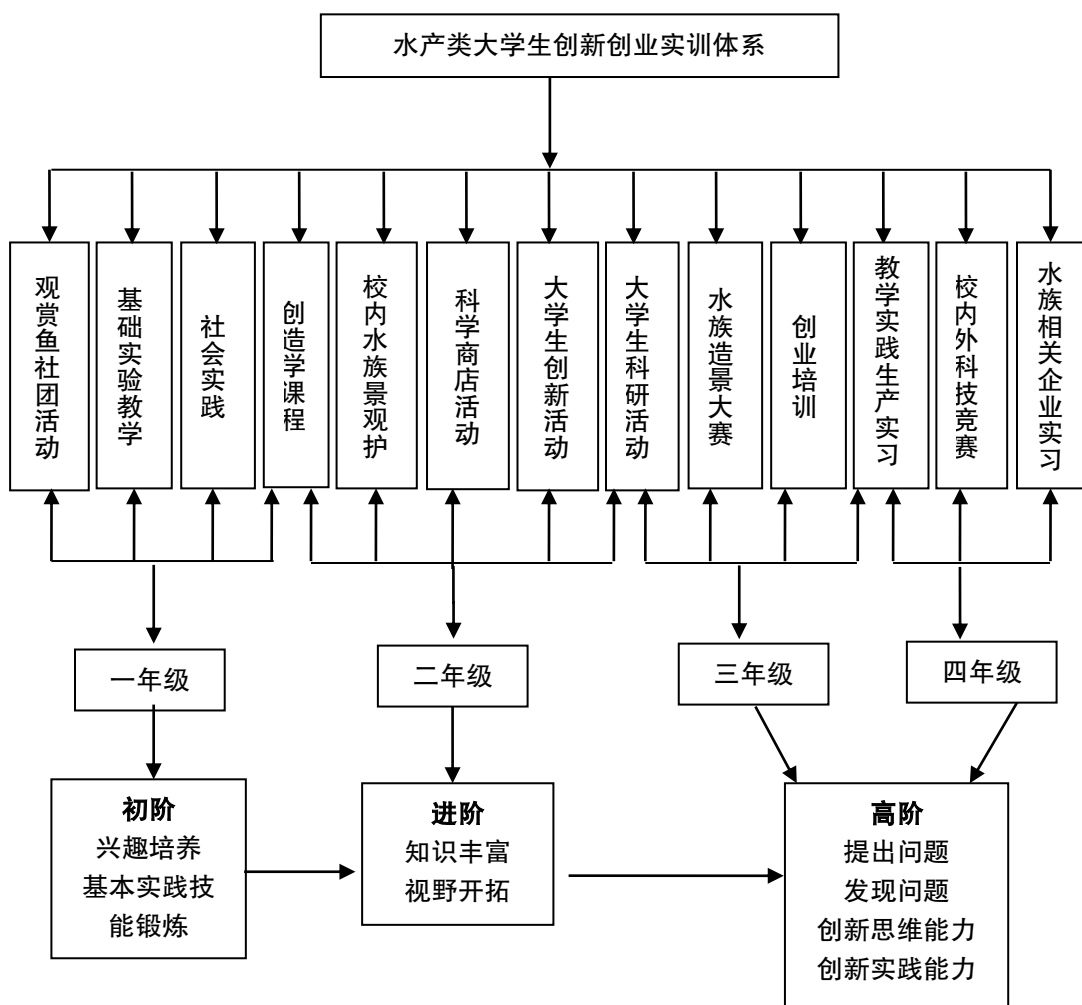 水产类大学生创新创业实训体系
观赏鱼社团活动
基础实验教学
社会实践
创造学课程
校内水族景观护
科学商店活动
大学生创新活动
大学生科研活动
水族造景大赛
创业培训
教学实践生产实习
校内外科技竞赛
水族相关企业实习
一年级
二年级
三年级
四年级
初阶
兴趣培养
基本实践技
能锻炼
进阶
知识丰富
视野开拓
高阶
提出问题
发现问题
创新思维能力
创新实践能力